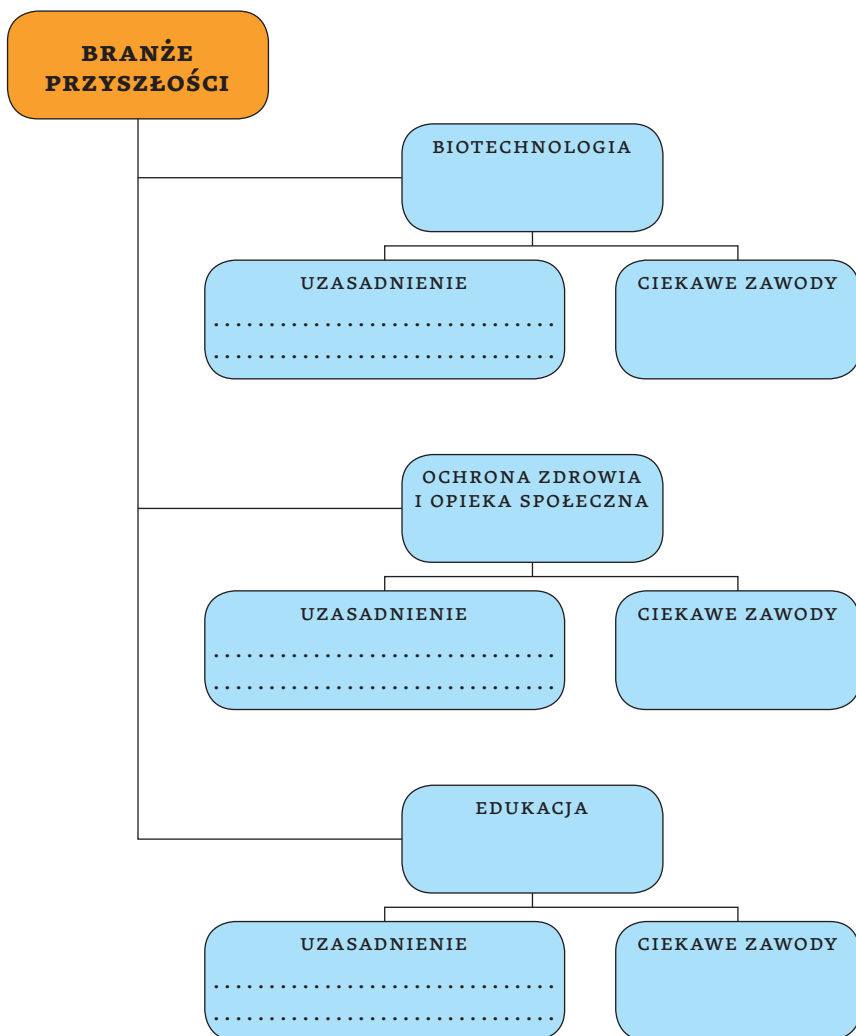 BRANŻE
PRZYSZŁOŚCI
BIOTECHNOLOGIA
UZASADNIENIE
................................
................................
CIEKAWE ZAWODY
OCHRONA ZDROWIA
I OPIEKA SPOŁECZNA
UZASADNIENIE
................................
................................
CIEKAWE ZAWODY
EDUKACJA
UZASADNIENIE
................................
................................
CIEKAWE ZAWODY